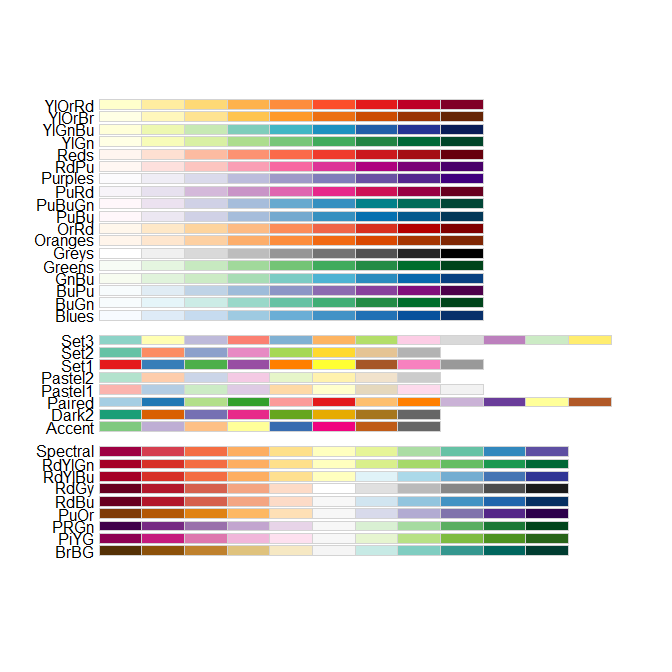 YlOrRd
YlOrBr
YlGnBu
YlGn
Reds
RdPu
Purples
PuRd
PuBuGn
PuBu
OrRd
Oranges
Greys
Greens
GnBu
BuPu
BuGn
Blues
Set3
Set2
Set1
Pastel2
Pastel1
Paired
Dark2
Accent
Spectral
RdYlGn
RdYlBu
RdGy
RdBu
PuOr
PRGn
PiYG
BrBG